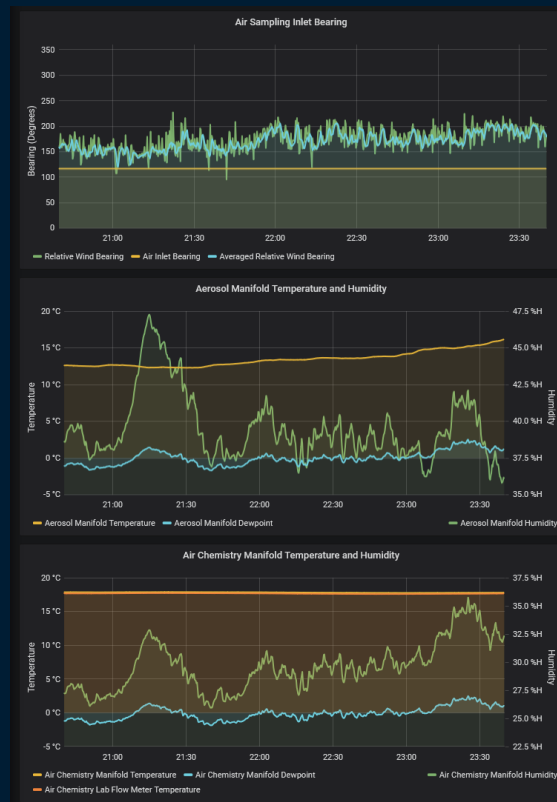 Air Sampling Inlet Bearing
350
300
250
200
150
100
50
0
Bearing (Degrees)
21:00 21:30 22:00 22:30 23:00 23:30
Relative Wind Bearing Air Inlet Bearing Averaged Relative Wind Bearing
Aerosol Manifold Temperature and Humidity
20 °C 47.5 %H
15 °C 45.0 %H
10 °C 42.5 %H
5 °C 40.0 %H
0 °C 37.5 %H
-5 °C 35.0 %H
Temperature
Humidity
21:00 21:30 22:00 22:30 23:00 23:30
Aerosol Manifold Temperature Aerosol Manifold Dewpoint Aerosol Manifold Humidity
Air Chemistry Manifold Temperature and Humidity
20 °C 37.5 %H
15 °C 35.0 %H
32.5 %H
10 °C 30.0 %H
5 °C 27.5 %H
0 °C 25.0 %H
-5 °C 22.5 %H
Temperature
Humidity
21:00 21:30 22:00 22:30 23:00 23:30
Air Chemistry Manifold Temperature Air Chemistry Manifold Dewpoint Air Chemistry Manifold Humidity
Air Chemistry Lab Flow Meter Temperature